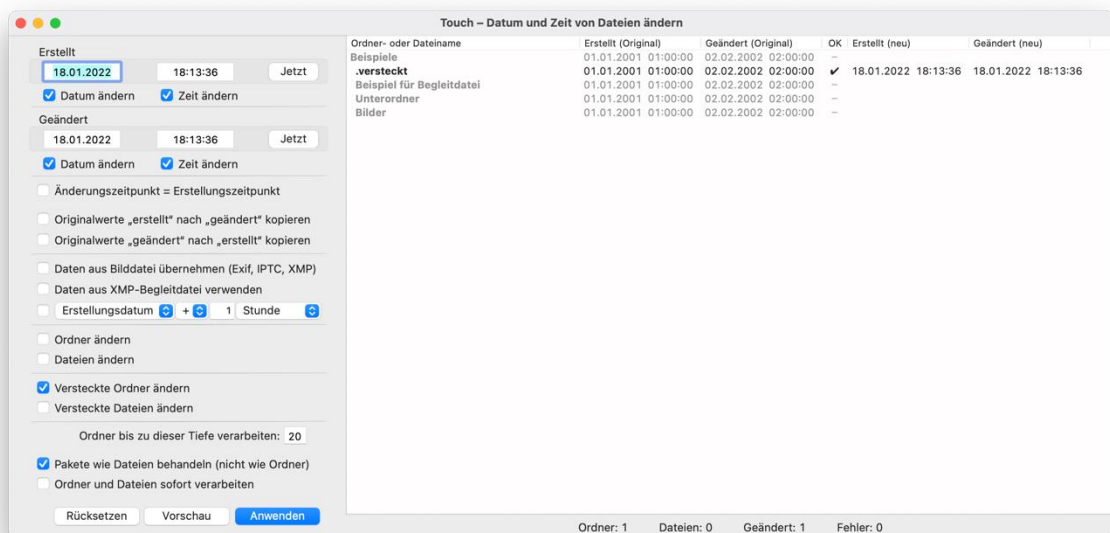 Touch – Datum und Zeit von Dateien ändern
Erstellt
18.01.2022 18:13:36 Jetzt
Datum ändern Zeit ändern
Geändert
18.01.2022 18:13:36 Jetzt
Datum ändern Zeit ändern
Änderungszeitpunkt = Erstellungszeitpunkt
Originalwerte „erstellt“ nach „geändert“ kopieren
Originalwerte „geändert“ nach „erstellt“ kopieren
Daten aus Bilddatei übernehmen (Exif, IPTC, XMP)
Daten aus XMP-Begleitdatei verwenden
Erstellungsdatum + 1 Stunde
Ordner ändern
Dateien ändern
Versteckte Ordner ändern
Versteckte Dateien ändern
Ordner bis zu dieser Tiefe verarbeiten: 20
Pakete wie Dateien behandeln (nicht wie Ordner)
Ordner und Dateien sofort verarbeiten
Rücksetzen Vorschau Anwenden
Ordner- oder Dateiname Erstellt (Original) Geändert (Original) OK Erstellt (neu) Geändert (neu)
Beispiele 01.01.2001 01:00:00 02.02.2002 02:00:00 –
.versteckt 01.01.2001 01:00:00 02.02.2002 02:00:00 ✔ 18.01.2022 18:13:36 18.01.2022 18:13:36
Beispiel für Begleitdatei 01.01.2001 01:00:00 02.02.2002 02:00:00 –
Unterordner 01.01.2001 01:00:00 02.02.2002 02:00:00 –
Bilder 01.01.2001 01:00:00 02.02.2002 02:00:00 –
Ordner: 1 Dateien: 0 Geändert: 1 Fehler: 0